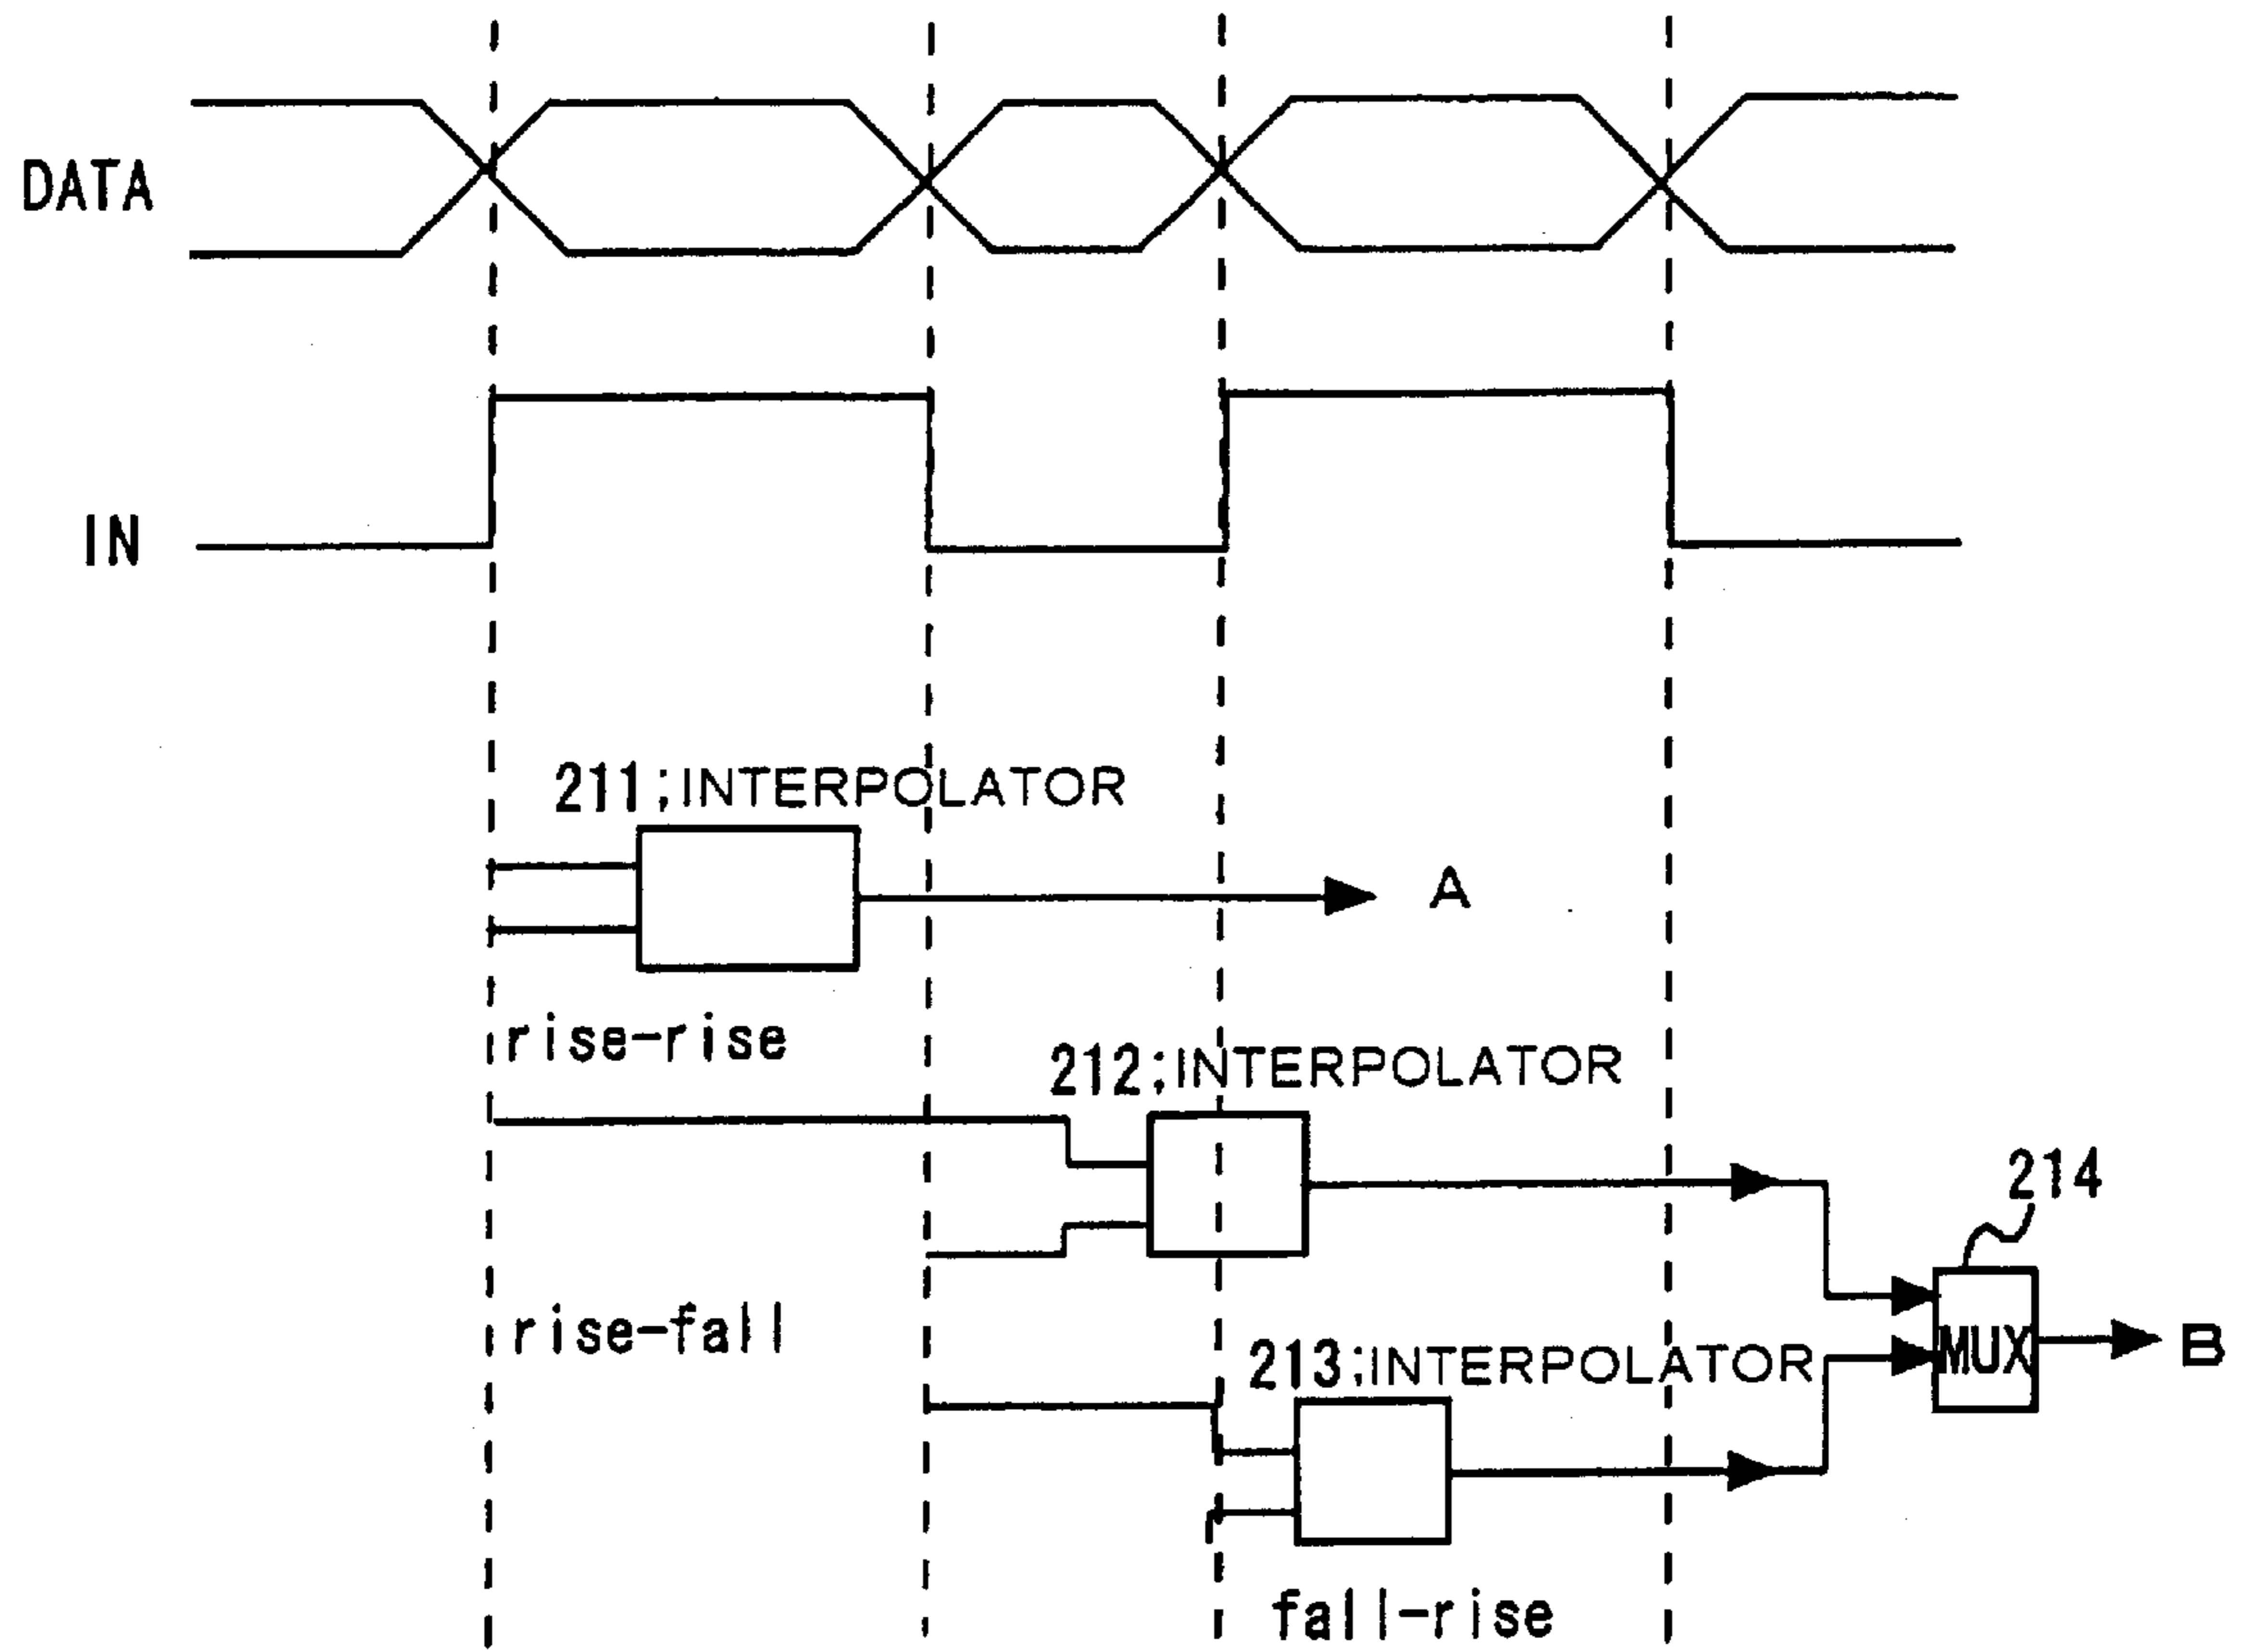 DATA
IN
211;INTERPOLATOR
A
rise-rise
212;INTERPOLATOR
214
rise-fall
MUX
B
213;INTERPOLATOR
fall-rise